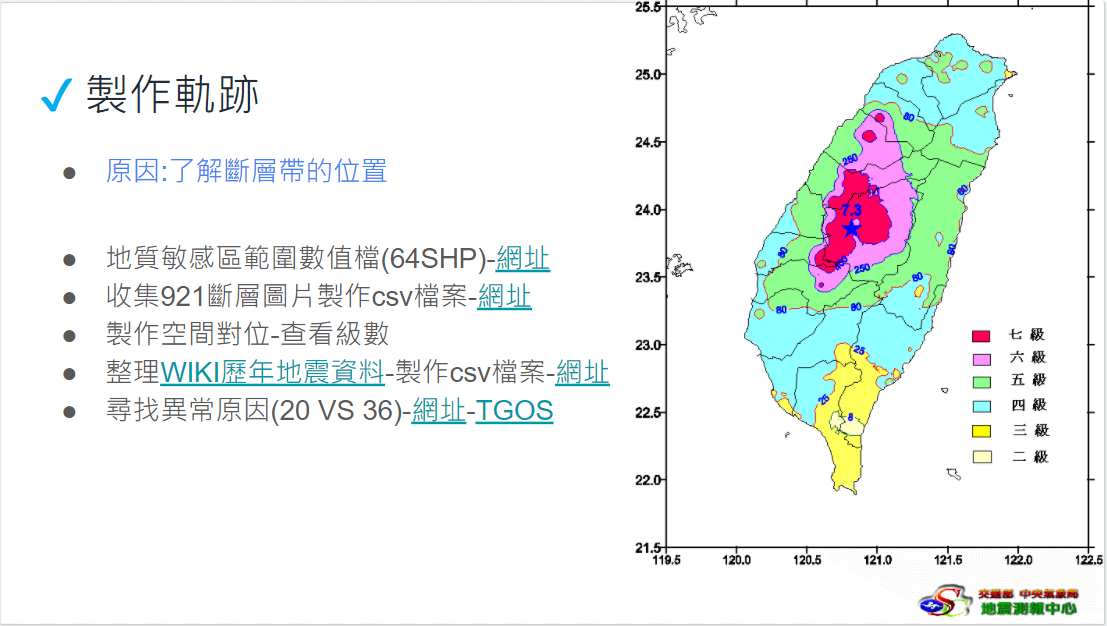 製作軌跡
原因:了解斷層帶的位置
地質敏感區範圍數值檔(64SHP)-網址
收集921斷層圖片製作csv檔案-網址
製作空間對位-查看級數
整理WIKI歷年地震資料-製作csv檔案-網址
尋找異常原因(20 VS 36)-網址-TGOS
25.5
25.0
24.5
24.0
23.5
23.0
22.5
22.0
21.5
119.5 120.0 120.5 121.0 121.5 122.0 122.5
80
250
80
7.3
80
80
250
80
80
80
25
25
8
七級
六級
五級
四級
三級
二級
交通部 中央氣象局
地震測報中心